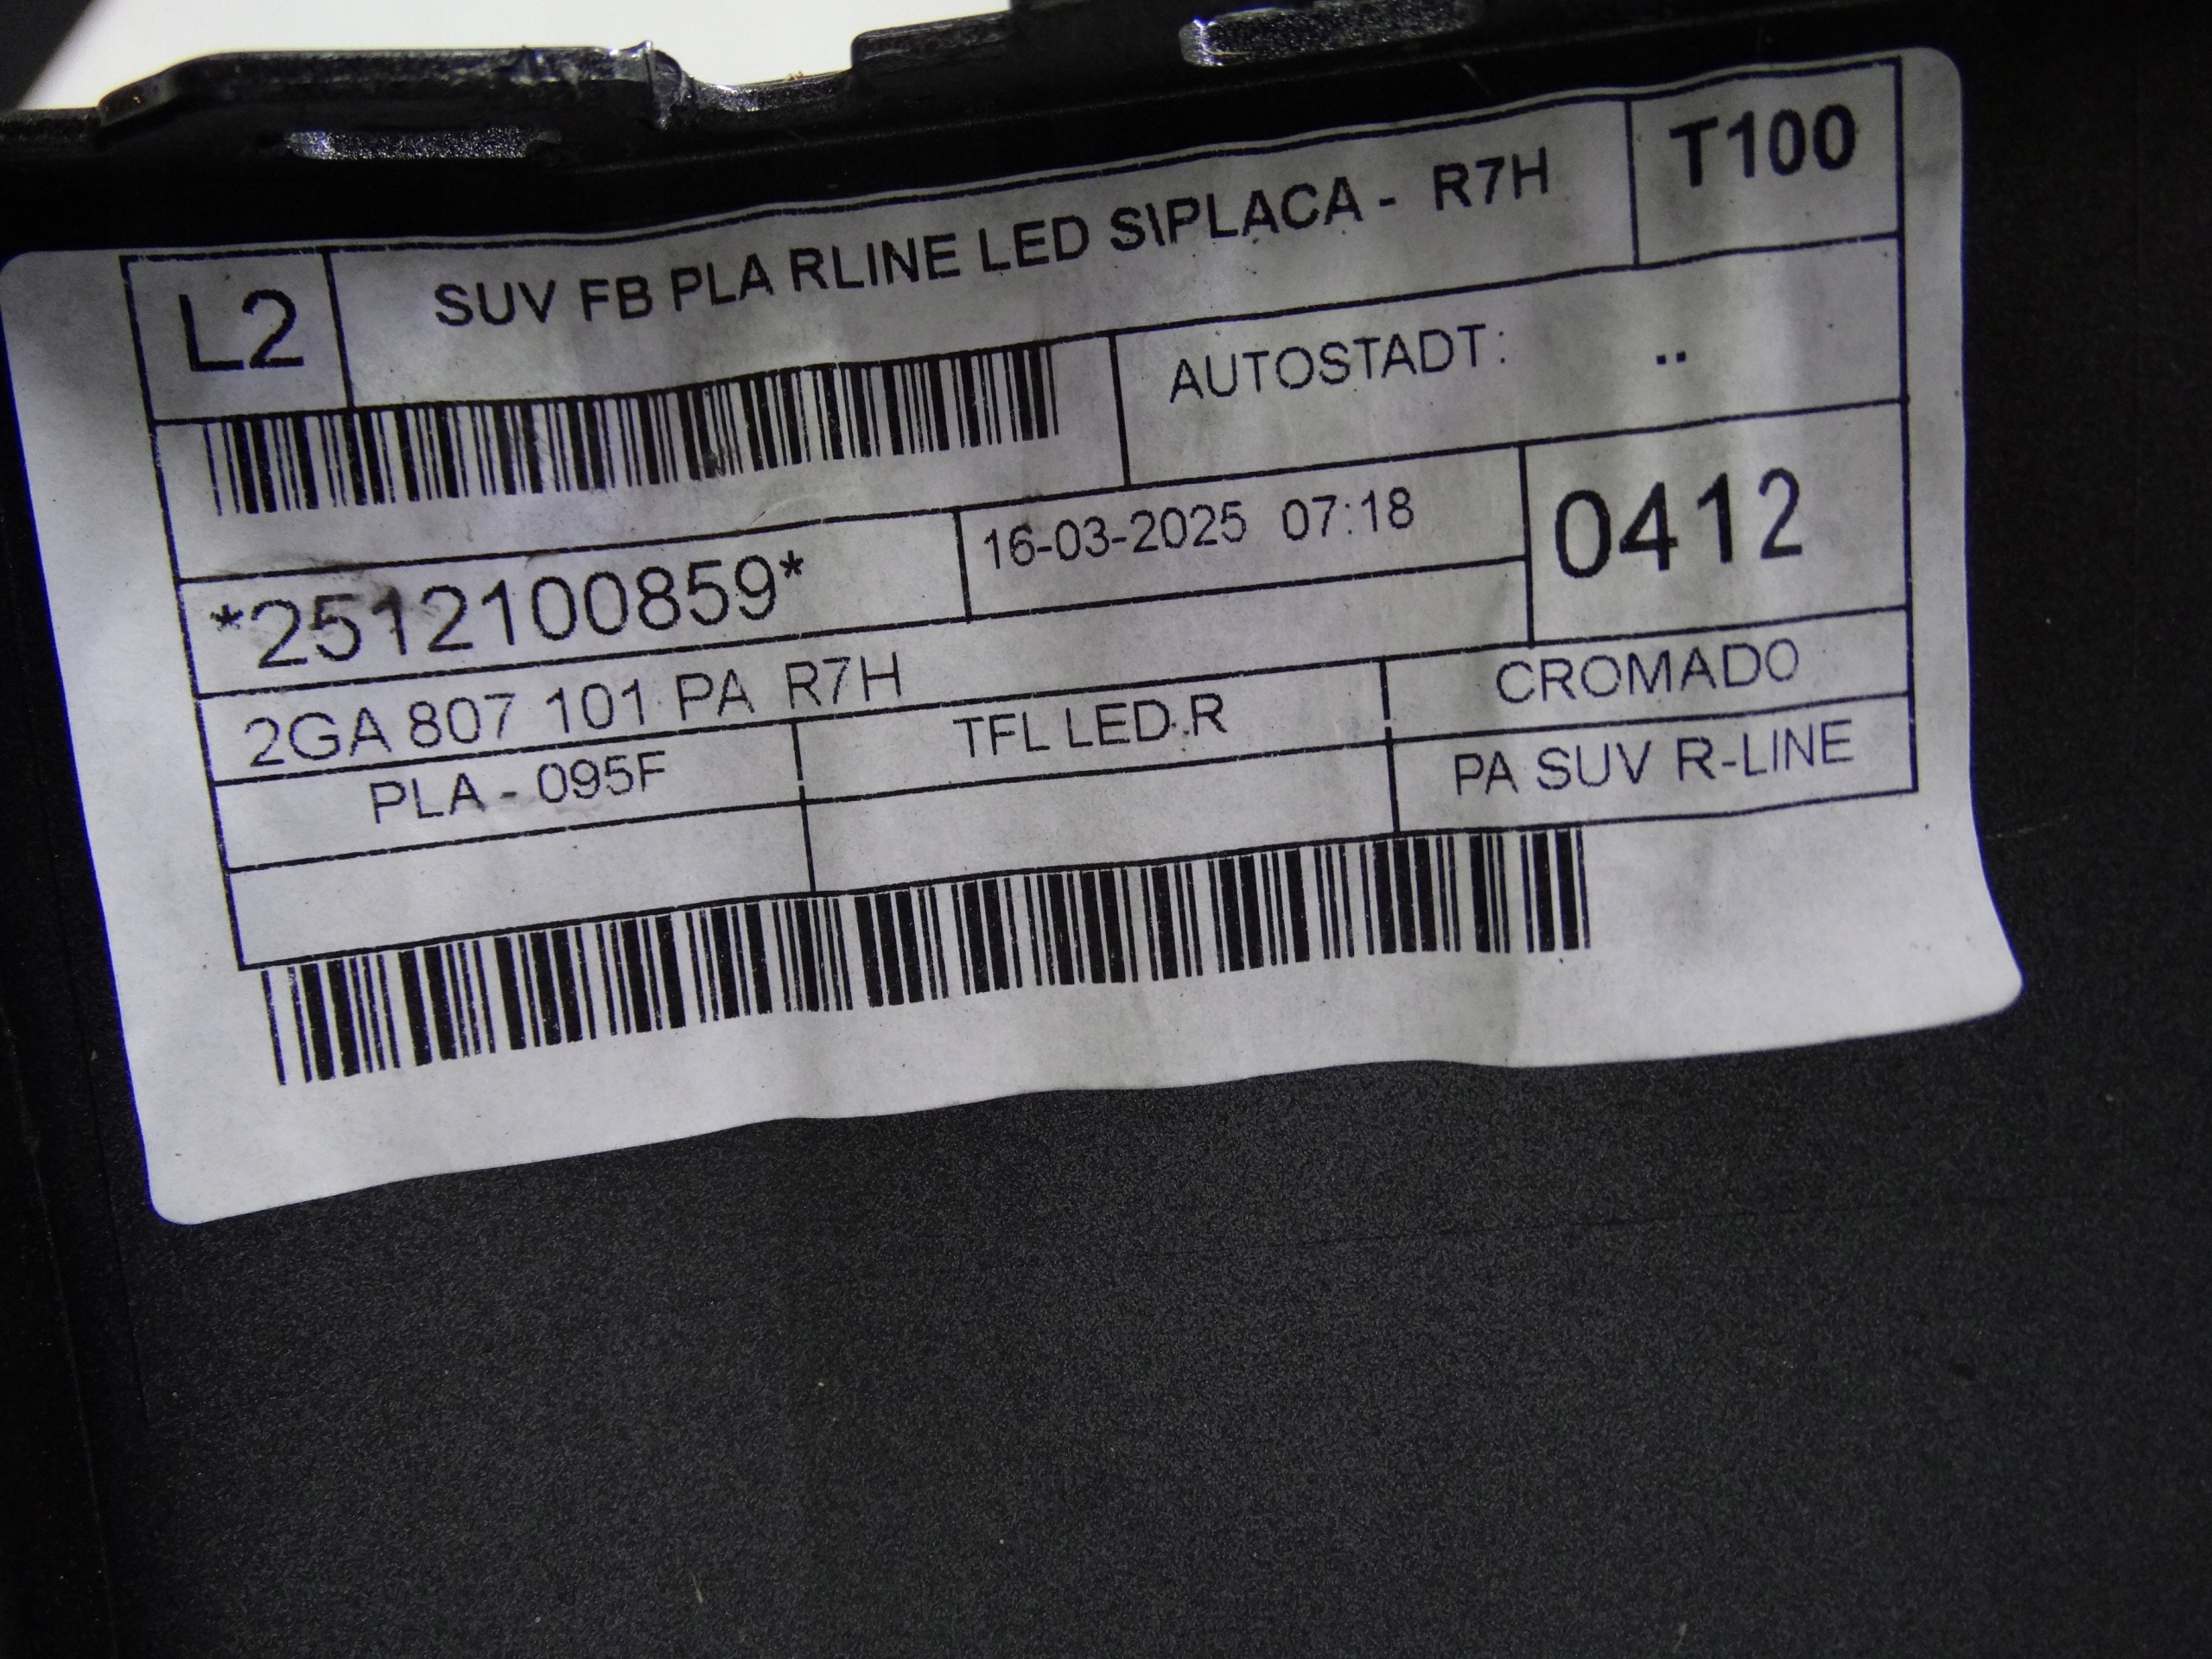 L2 SUV FB PLA RLINE LED S\PLACA - R7H T100
AUTOSTADT: ..
*2512100859* 16-03-2025 07:18 0412
2GA 807 101 PA R7H
PLA - 095F TFL LED.R CROMADO
PA SUV R-LINE